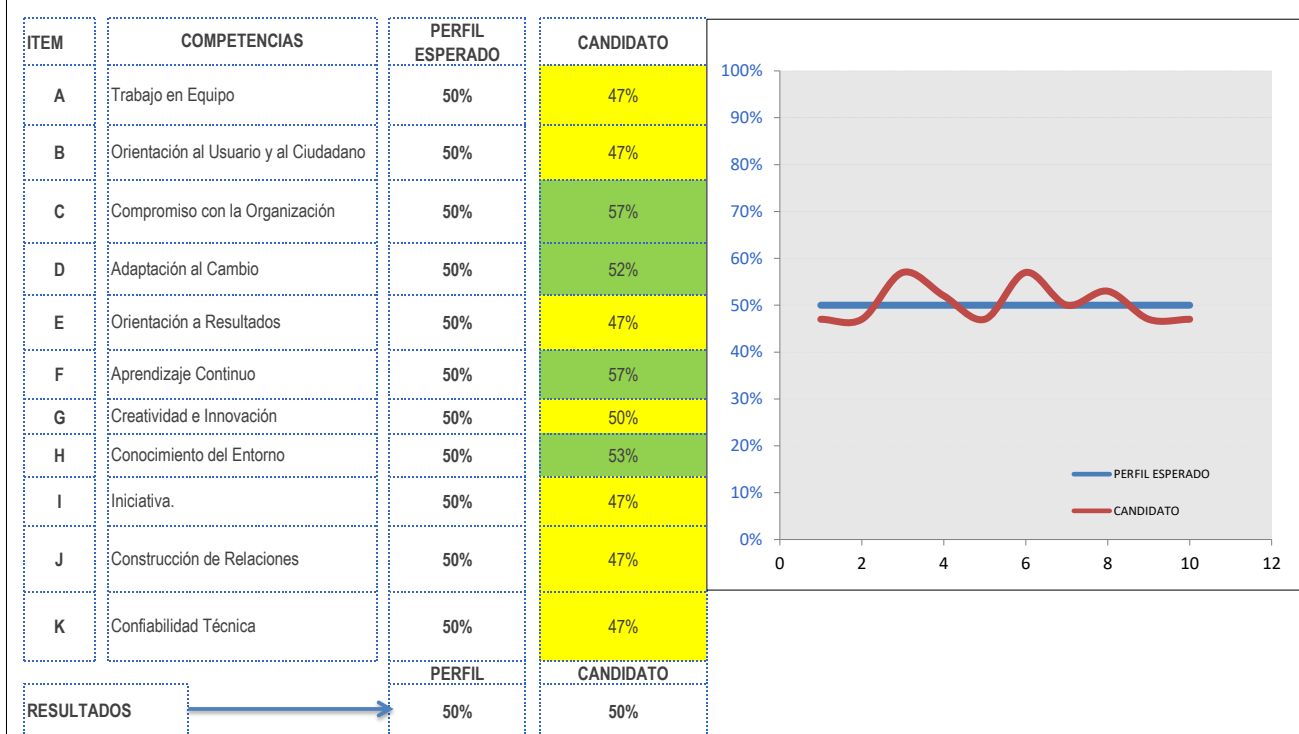 ITEM COMPETENCIAS PERFIL ESPERADO CANDIDATO
A Trabajo en Equipo 50% 47%
B Orientación al Usuario y al Ciudadano 50% 47%
C Compromiso con la Organización 50% 57%
D Adaptación al Cambio 50% 52%
E Orientación a Resultados 50% 47%
F Aprendizaje Continuo 50% 57%
G Creatividad e Innovación 50% 50%
H Conocimiento del Entorno 50% 53%
I Iniciativa. 50% 47%
J Construcción de Relaciones 50% 47%
K Confiabilidad Técnica 50% 47%
PERFIL CANDIDATO
RESULTADOS 50% 50%
100%
90%
80%
70%
60%
50%
40%
30%
20%
10%
0%
0 2 4 6 8 10 12
PERFIL ESPERADO
CANDIDATO